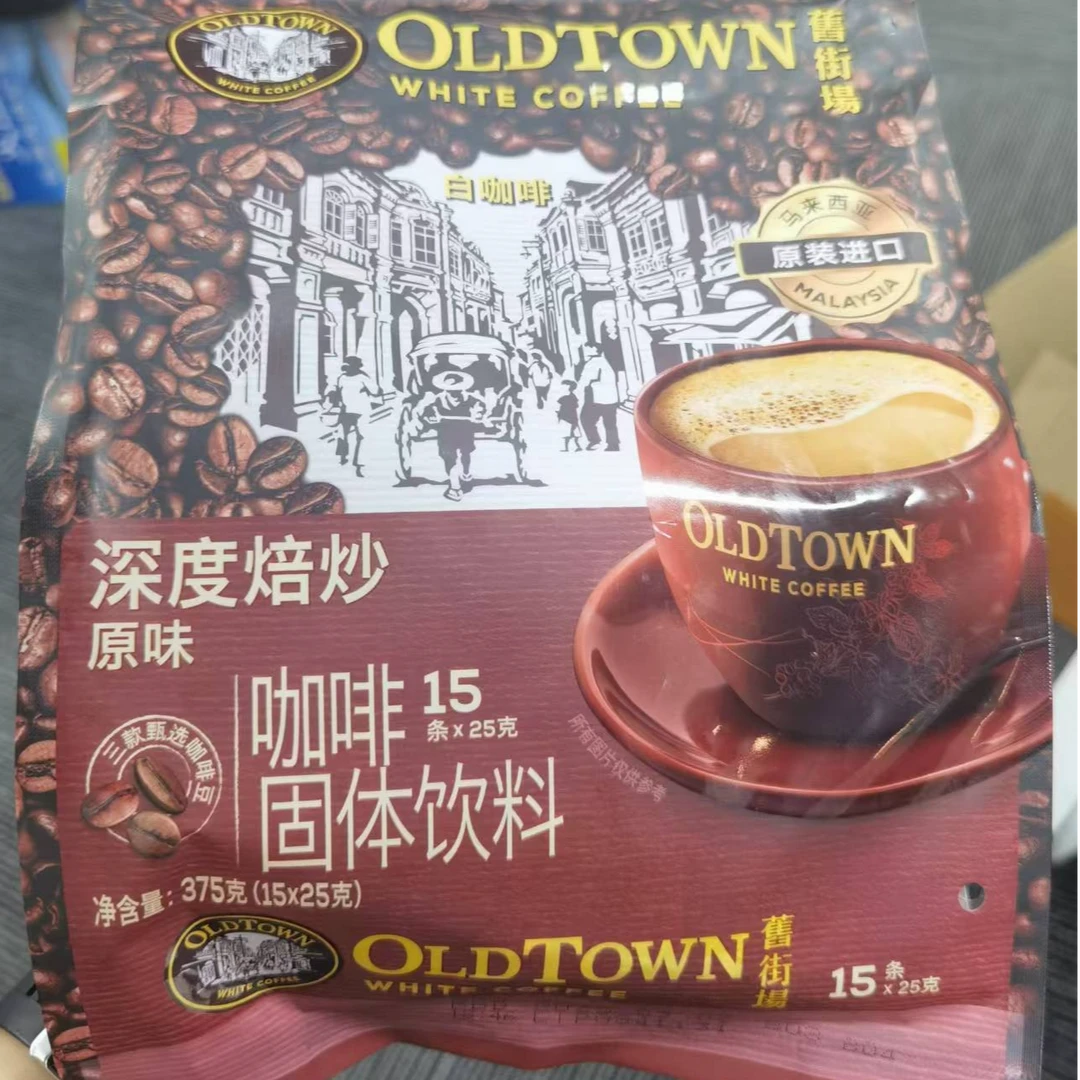 OLDTOWN
WHITE COFFEE
OLDTOWN
WHITE COFFEE
舊街場
白咖啡
马来西亚
原装进口
MALAYSIA
OLDTOWN
WHITE COFFEE
深度焙炒
原味
三款甄选咖啡豆
咖啡
15
条 x 25克
固体饮料
所有图片仅供参考
净含量: 375克 (15x25克)
OLDTOWN
WHITE COFFEE
OLDTOWN
WHITE COFFEE
舊街場
15 条
x 25克